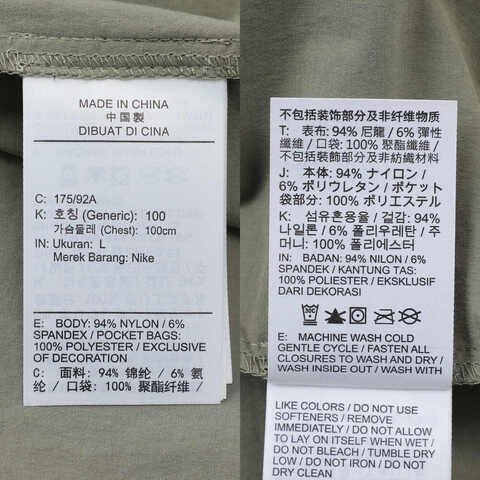 MADE IN CHINA
中国製
DIBUAT DI CINA
C: 175/92A
K: 호칭 (Generic): 100
가슴둘레 (Chest): 100cm
IN: Ukuran: L
Merek Barang: Nike
E: BODY: 94% NYLON / 6%
SPANDEX / POCKET BAGS:
100% POLYESTER / EXCLUSIVE
OF DECORATION
C: 面料: 94% 锦纶 / 6% 氨
纶 / 口袋: 100% 聚酯纤维 /
不包括装饰部分及非纤维物质
T: 表布: 94% 尼龍 / 6% 彈性
纖維 / 口袋: 100% 聚酯纖維 /
不包括裝飾部分及非紡織材料
J: 本体: 94% ナイロン /
6% ポリウレタン / ポケット
袋部分: 100% ポリエステル
K: 섬유혼용율 / 겉감: 94%
나일론 / 6% 폴리우레탄 / 주
머니: 100% 폴리에스터
IN: BADAN: 94% NILON / 6%
SPANDEK / KANTUNG TAS:
100% POLIESTER / EKSKLUSIF
DARI DEKORASI
E: MACHINE WASH COLD
GENTLE CYCLE / FASTEN ALL
CLOSURES TO WASH AND DRY /
WASH INSIDE OUT / WASH WITH
LIKE COLORS / DO NOT USE
SOFTENERS / REMOVE
IMMEDIATELY / DO NOT ALLOW
TO LAY ON ITSELF WHEN WET /
DO NOT BLEACH / TUMBLE DRY
LOW / DO NOT IRON / DO NOT
DRY CLEAN